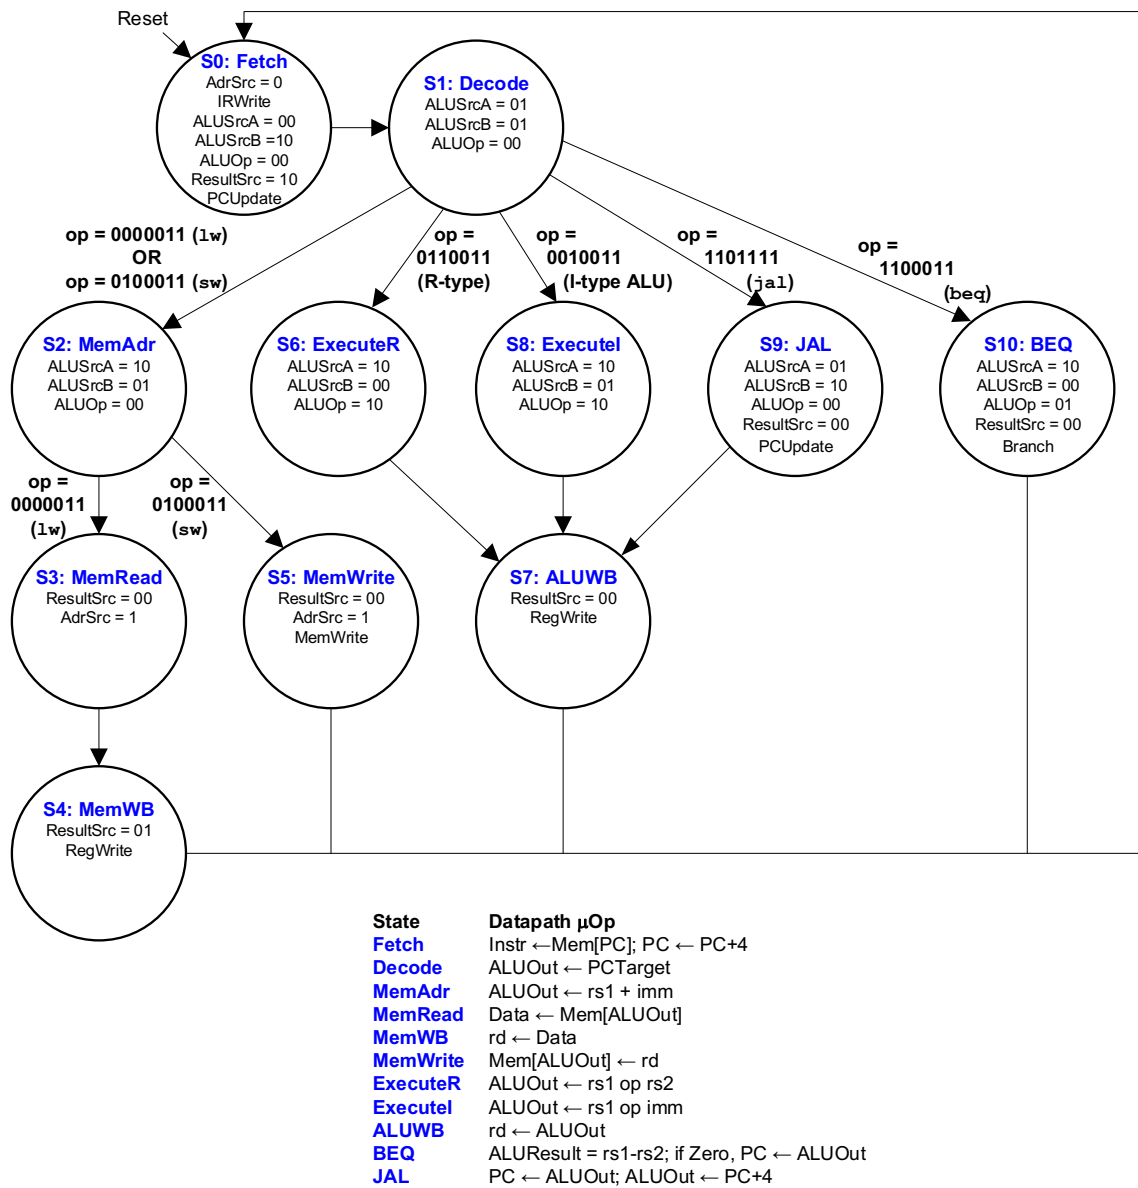 Reset
S0: Fetch
AdrSrc = 0
IRWrite
ALUSrcA = 00
ALUSrcB =10
ALUOp = 00
ResultSrc = 10
PCUpdate
S1: Decode
ALUSrcA = 01
ALUSrcB = 01
ALUOp = 00
op = 0000011 (lw)
OR
op = 0100011 (sw)
op =
0110011
(R-type)
op =
0010011
(I-type ALU)
op =
1101111
(jal)
op =
1100011
(beq)
S2: MemAdr
ALUSrcA = 10
ALUSrcB = 01
ALUOp = 00
S6: ExecuteR
ALUSrcA = 10
ALUSrcB = 00
ALUOp = 10
S8: ExecuteI
ALUSrcA = 10
ALUSrcB = 01
ALUOp = 10
S9: JAL
ALUSrcA = 01
ALUSrcB = 10
ALUOp = 00
ResultSrc = 00
PCUpdate
S10: BEQ
ALUSrcA = 10
ALUSrcB = 00
ALUOp = 01
ResultSrc = 00
Branch
op =
0000011
(lw)
op =
0100011
(sw)
S3: MemRead
ResultSrc = 00
AdrSrc = 1
S5: MemWrite
ResultSrc = 00
AdrSrc = 1
MemWrite
S7: ALUWB
ResultSrc = 00
RegWrite
S4: MemWB
ResultSrc = 01
RegWrite
State Datapath µOp
Fetch Instr ←Mem[PC]; PC ← PC+4
Decode ALUOut ← PCTarget
MemAdr ALUOut ← rs1 + imm
MemRead Data ← Mem[ALUOut]
MemWB rd ← Data
MemWrite Mem[ALUOut] ← rd
ExecuteR ALUOut ← rs1 op rs2
ExecuteI ALUOut ← rs1 op imm
ALUWB rd ← ALUOut
BEQ ALUResult = rs1-rs2; if Zero, PC ← ALUOut
JAL PC ← ALUOut; ALUOut ← PC+4